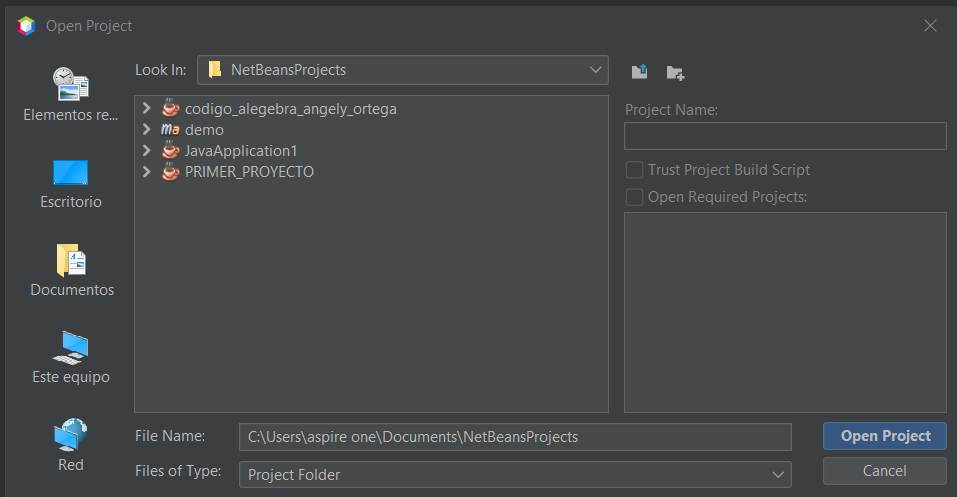 Open Project
Look In:
NetBeansProjects
Elementos re...
Escritorio
Documentos
Este equipo
Red
codigo_alegebra_angely_ortega
demo
JavaApplication1
PRIMER_PROYECTO
Project Name:
Trust Project Build Script
Open Required Projects:
File Name:
C:\Users\aspire one\Documents\NetBeansProjects
Open Project
Files of Type:
Project Folder
Cancel